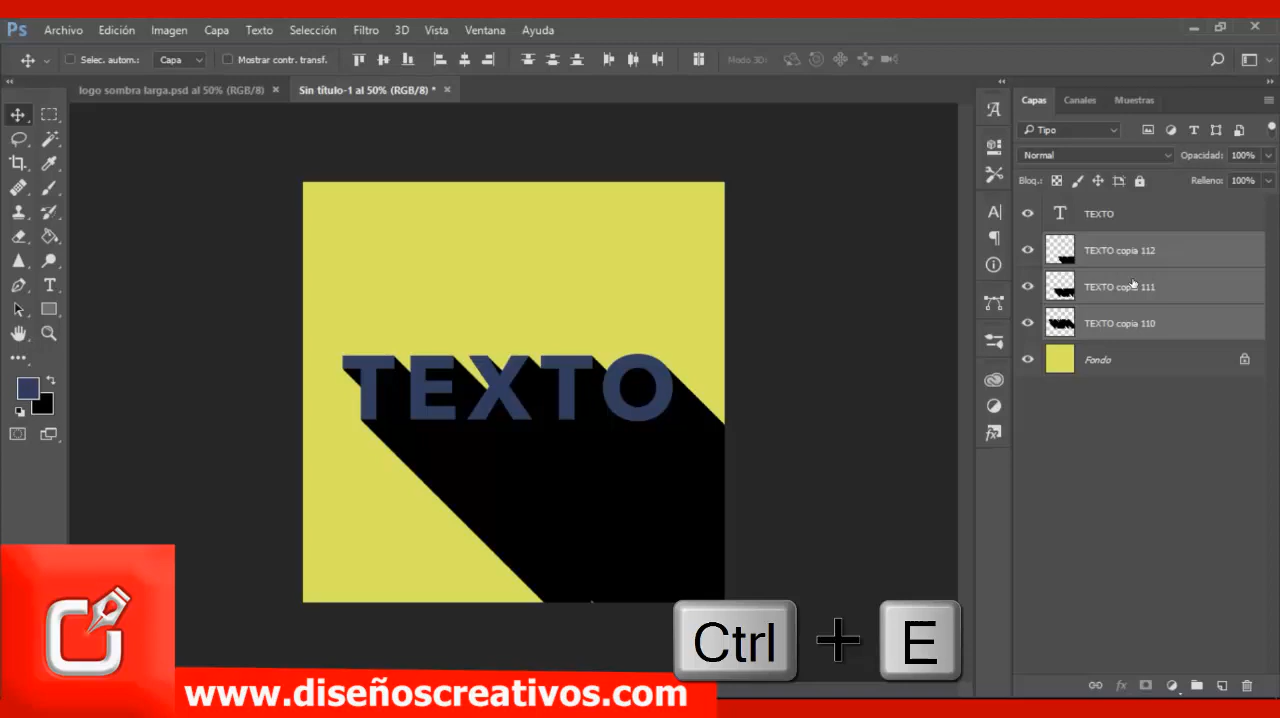 Ps Archivo Edición Imagen Capa Texto Selección Filtro 3D Vista Ventana Ayuda
Selec. autom.: Capa Mostrar contr. transf. Modo 3D:
logo sombra larga.psd al 50% (RGB/8) × Sin título-1 al 50% (RGB/8) * ×
Capas Canales Muestras
Tipo
Normal Opacidad: 100%
Bloq.: Relleno: 100%
TEXTO
TEXTO copia 112
TEXTO copia 111
TEXTO copia 110
Fondo
TEXTO
Ctrl + E
www.diseñoscreativos.com